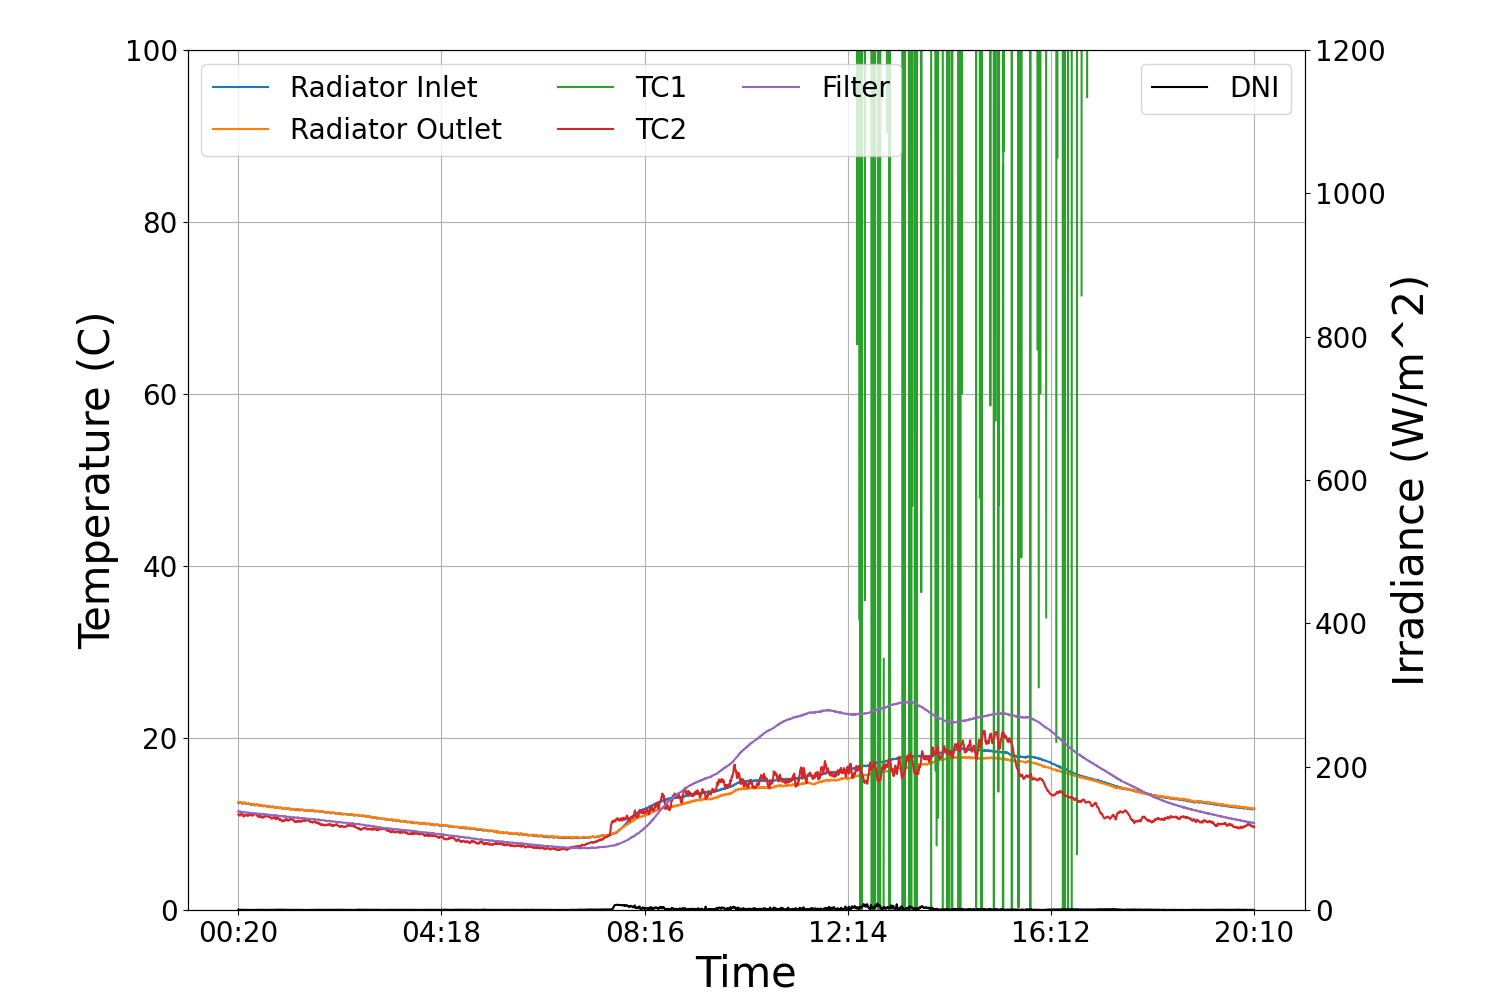 100
80
60
40
20
0
Temperature (C)
Radiator Inlet
Radiator Outlet
TC1
TC2
Filter
DNI
1200
1000
800
600
400
200
0
Irradiance (W/m^2)
00:20 04:18 08:16 12:14 16:12 20:10
Time